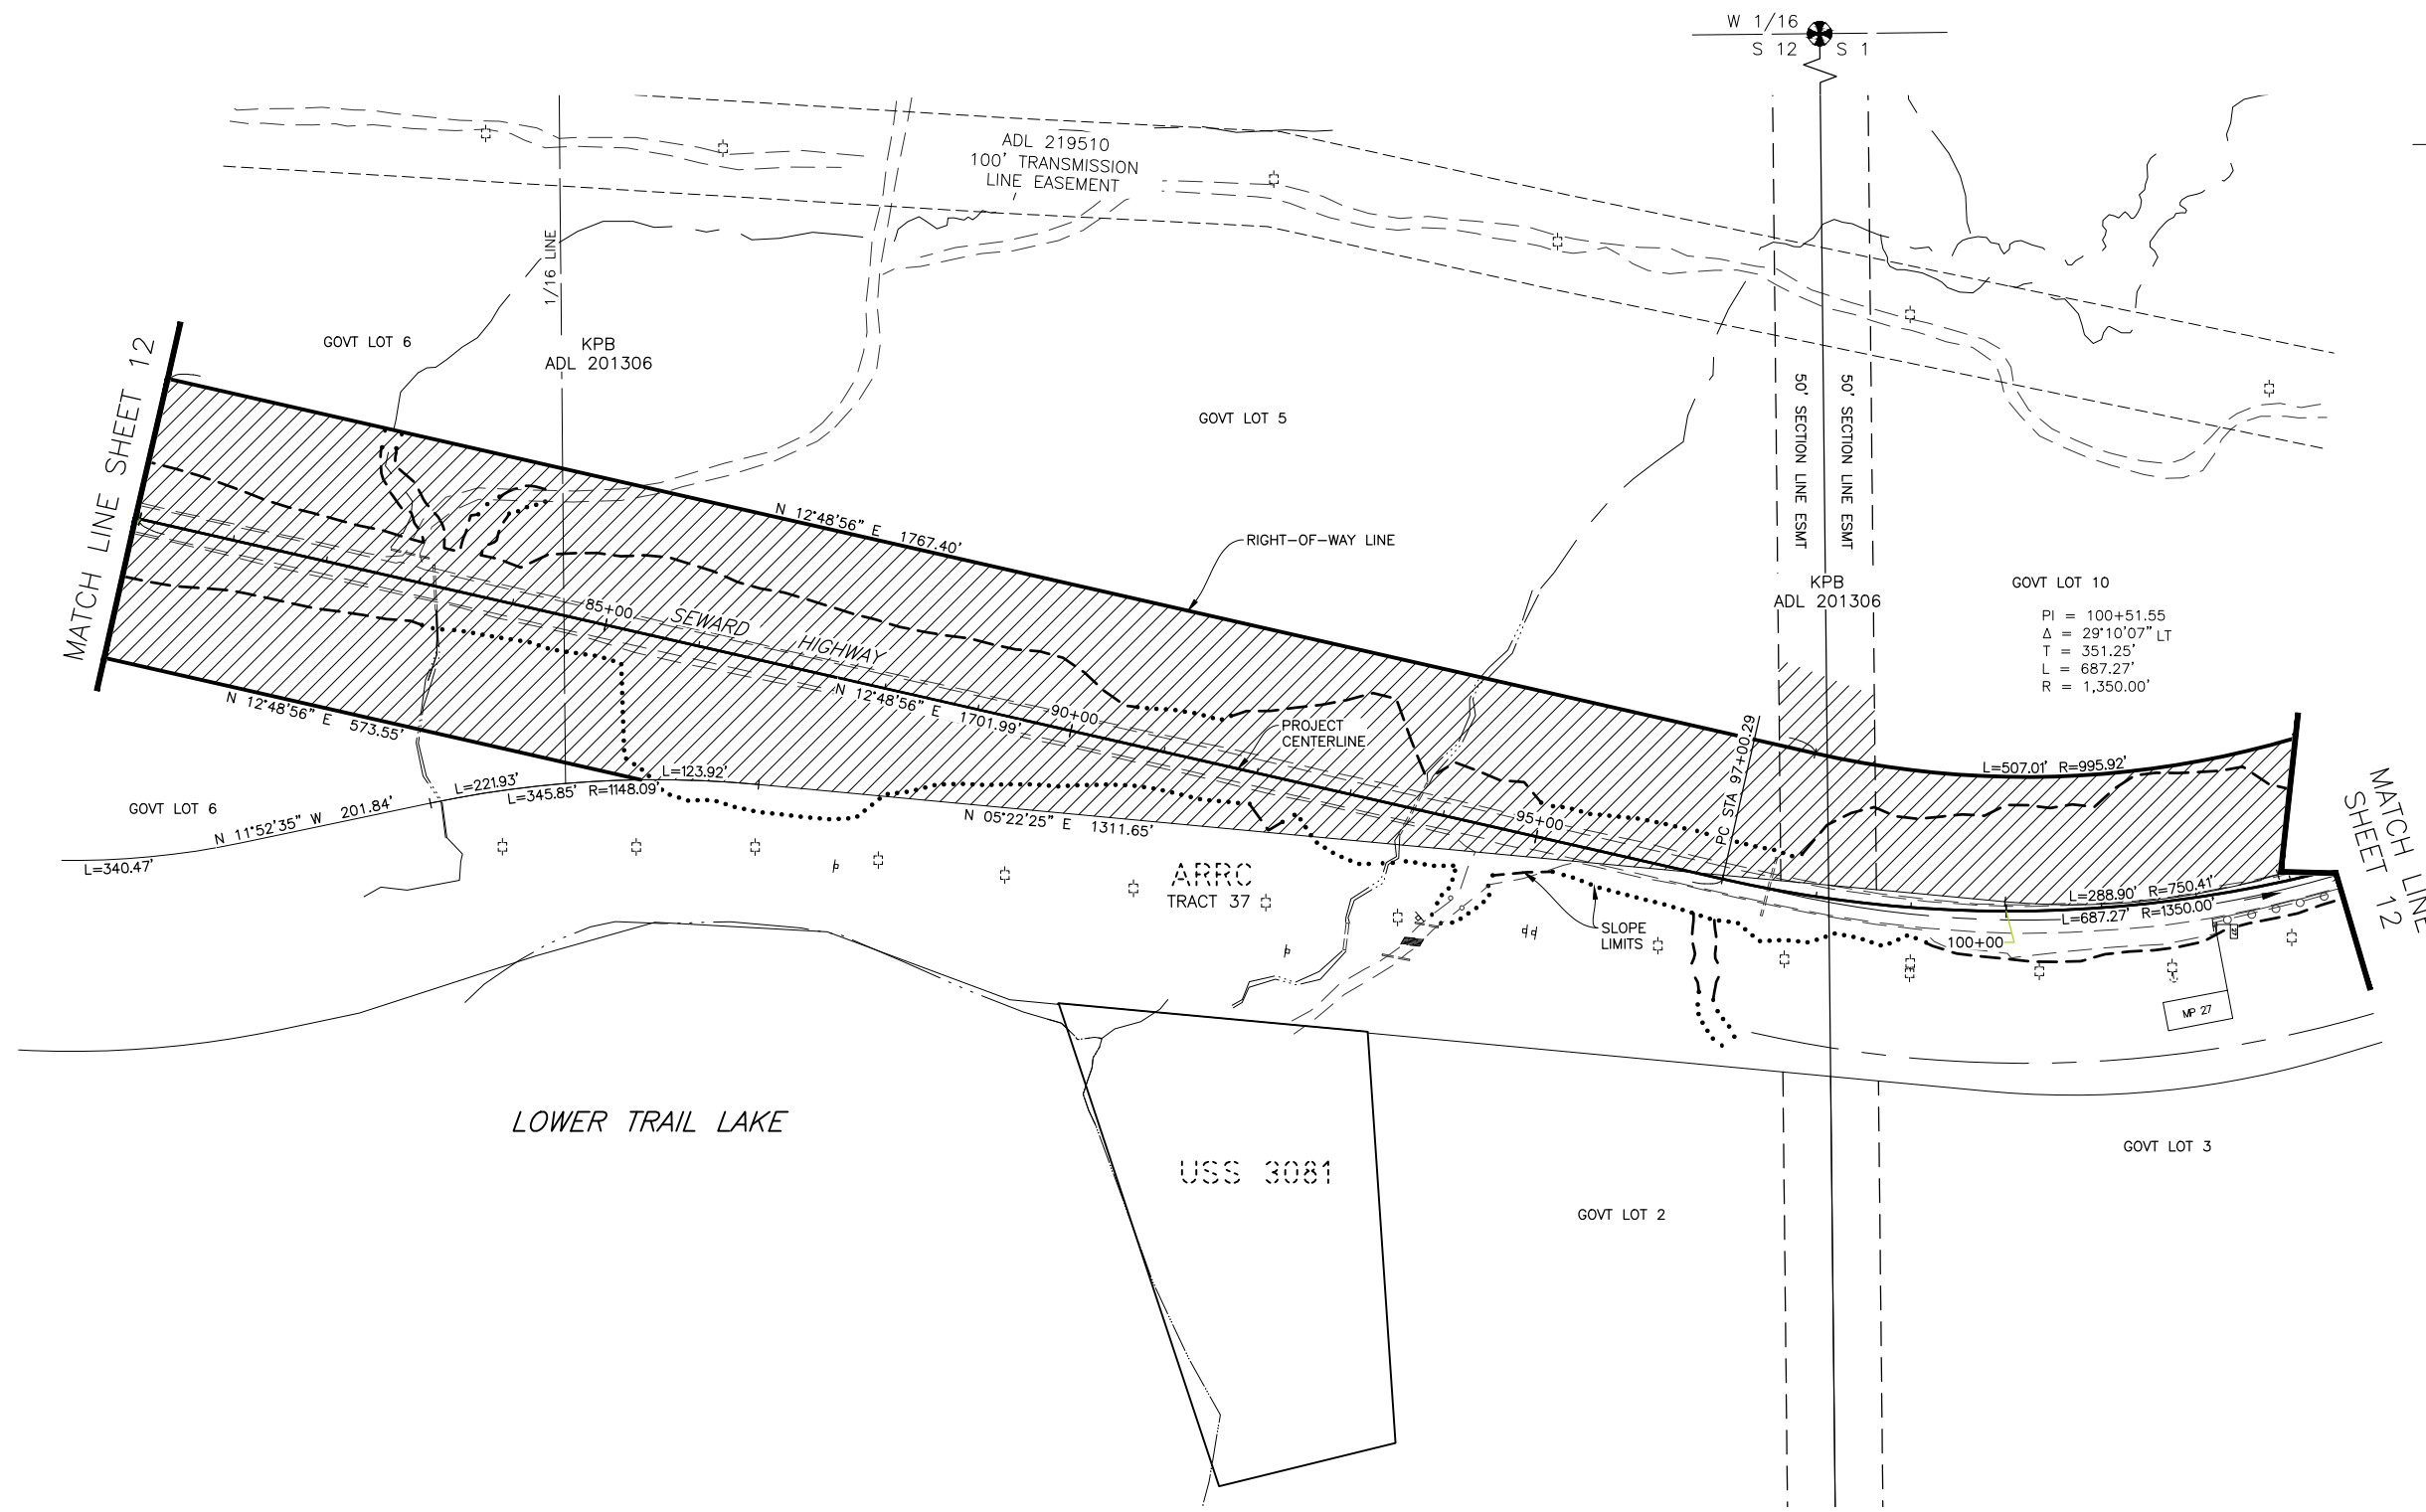 W 1/16
S 12 S 1
ADL 219510
100' TRANSMISSION
LINE EASEMENT
1/16 LINE
GOVT LOT 6
KPB
ADL 201306
MATCH LINE SHEET 12
GOVT LOT 5
50' SECTION LINE ESMT
50' SECTION LINE ESMT
N 12°48'56" E 1767.40'
RIGHT-OF-WAY LINE
KPB
ADL 201306
GOVT LOT 10
PI = 100+51.55
Δ = 29°10'07" LT
T = 351.25'
L = 687.27'
R = 1,350.00'
85+00
SEWARD
HIGHWAY
N 12°48'56" E 1701.99'
90+00
PROJECT
CENTERLINE
N 12°48'56" E 573.55'
PC STA 97+00.29
L=507.01' R=995.92'
MATCH LINE
SHEET 12
L=123.92'
L=221.93'
L=345.85' R=1148.09'
GOVT LOT 6
N 11°52'35" W 201.84'
L=340.47'
N 05°22'25" E 1311.65'
95+00
ARRC
TRACT 37
SLOPE
LIMITS
L=288.90' R=750.41'
L=687.27' R=1350.00'
100+00
MP 27
LOWER TRAIL LAKE
USS 3081
GOVT LOT 3
GOVT LOT 2